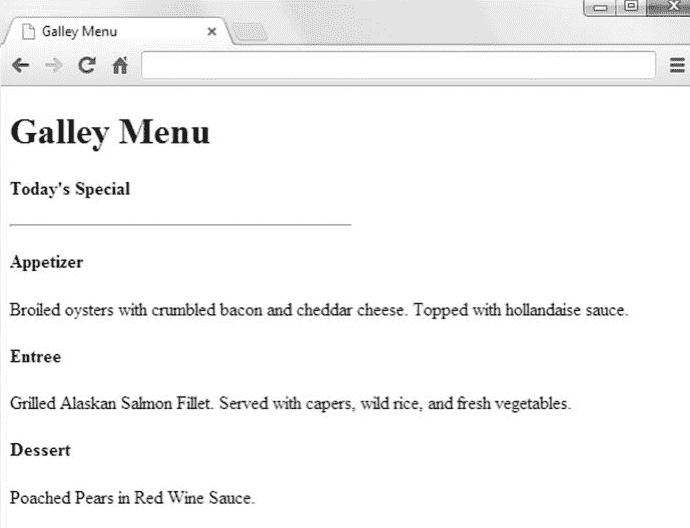 Galley Menu
Galley Menu
Today's Special
Appetizer
Broiled oysters with crumbled bacon and cheddar cheese. Topped with hollandaise sauce.
Entree
Grilled Alaskan Salmon Fillet. Served with capers, wild rice, and fresh vegetables.
Dessert
Poached Pears in Red Wine Sauce.